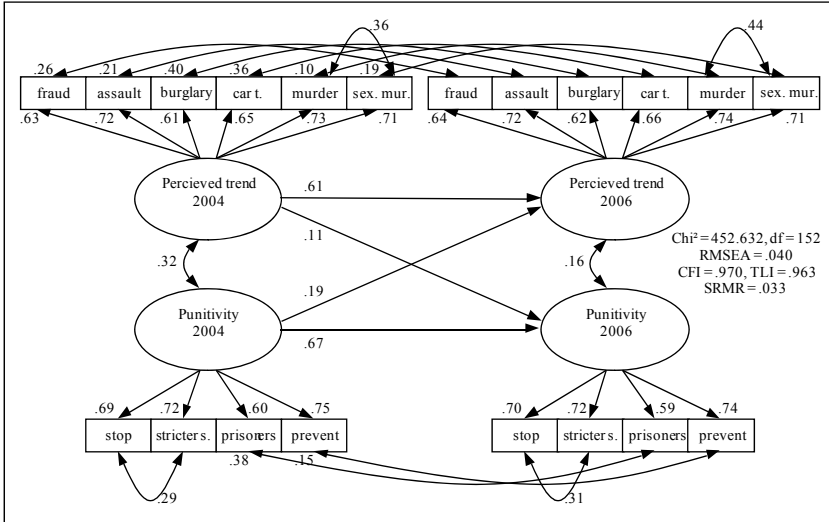 .36 .44
.26 .21 .40 .36 .10 .19
fraud assault burglary car t. murder sex. mur. fraud assault burglary car t. murder sex. mur.
.63 .72 .61 .65 .73 .71 .64 .72 .62 .66 .74 .71
Percieved trend
2004
Percieved trend
2006
.61
.11
.32
.16
.19
.67
Chi² = 452.632, df = 152
RMSEA = .040
CFI = .970, TLI = .963
SRMR = .033
Punitivity
2004
Punitivity
2006
.69 .72 .60 .75 .70 .72 .59 .74
stop stricter s. prisoners prevent stop stricter s. prisoners prevent
.38 .15
.29 .31